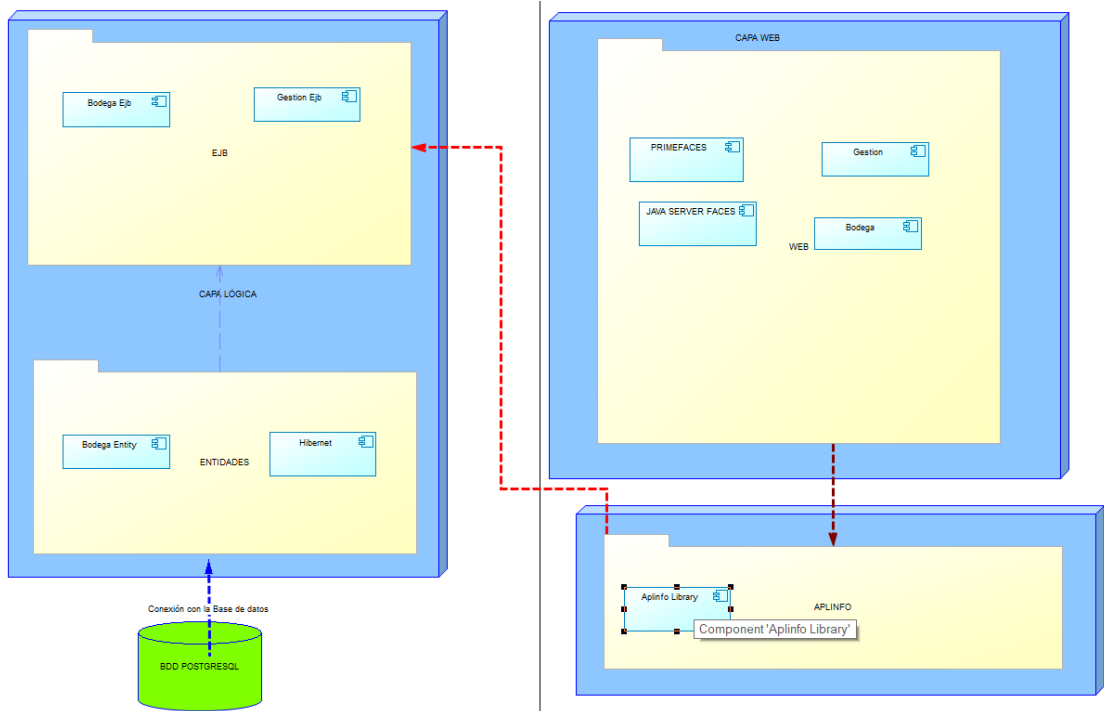 Bodega Ejb
Gestion Ejb
EJB
CAPA LÓGICA
Bodega Entity
Hibernet
ENTIDADES
Conexión con la Base de datos
BDD POSTGRESQL
CAPA WEB
PRIMEFACES
Gestion
JAVA SERVER FACES
Bodega
WEB
Aplinfo Library
APLINFO
Component 'Aplinfo Library'